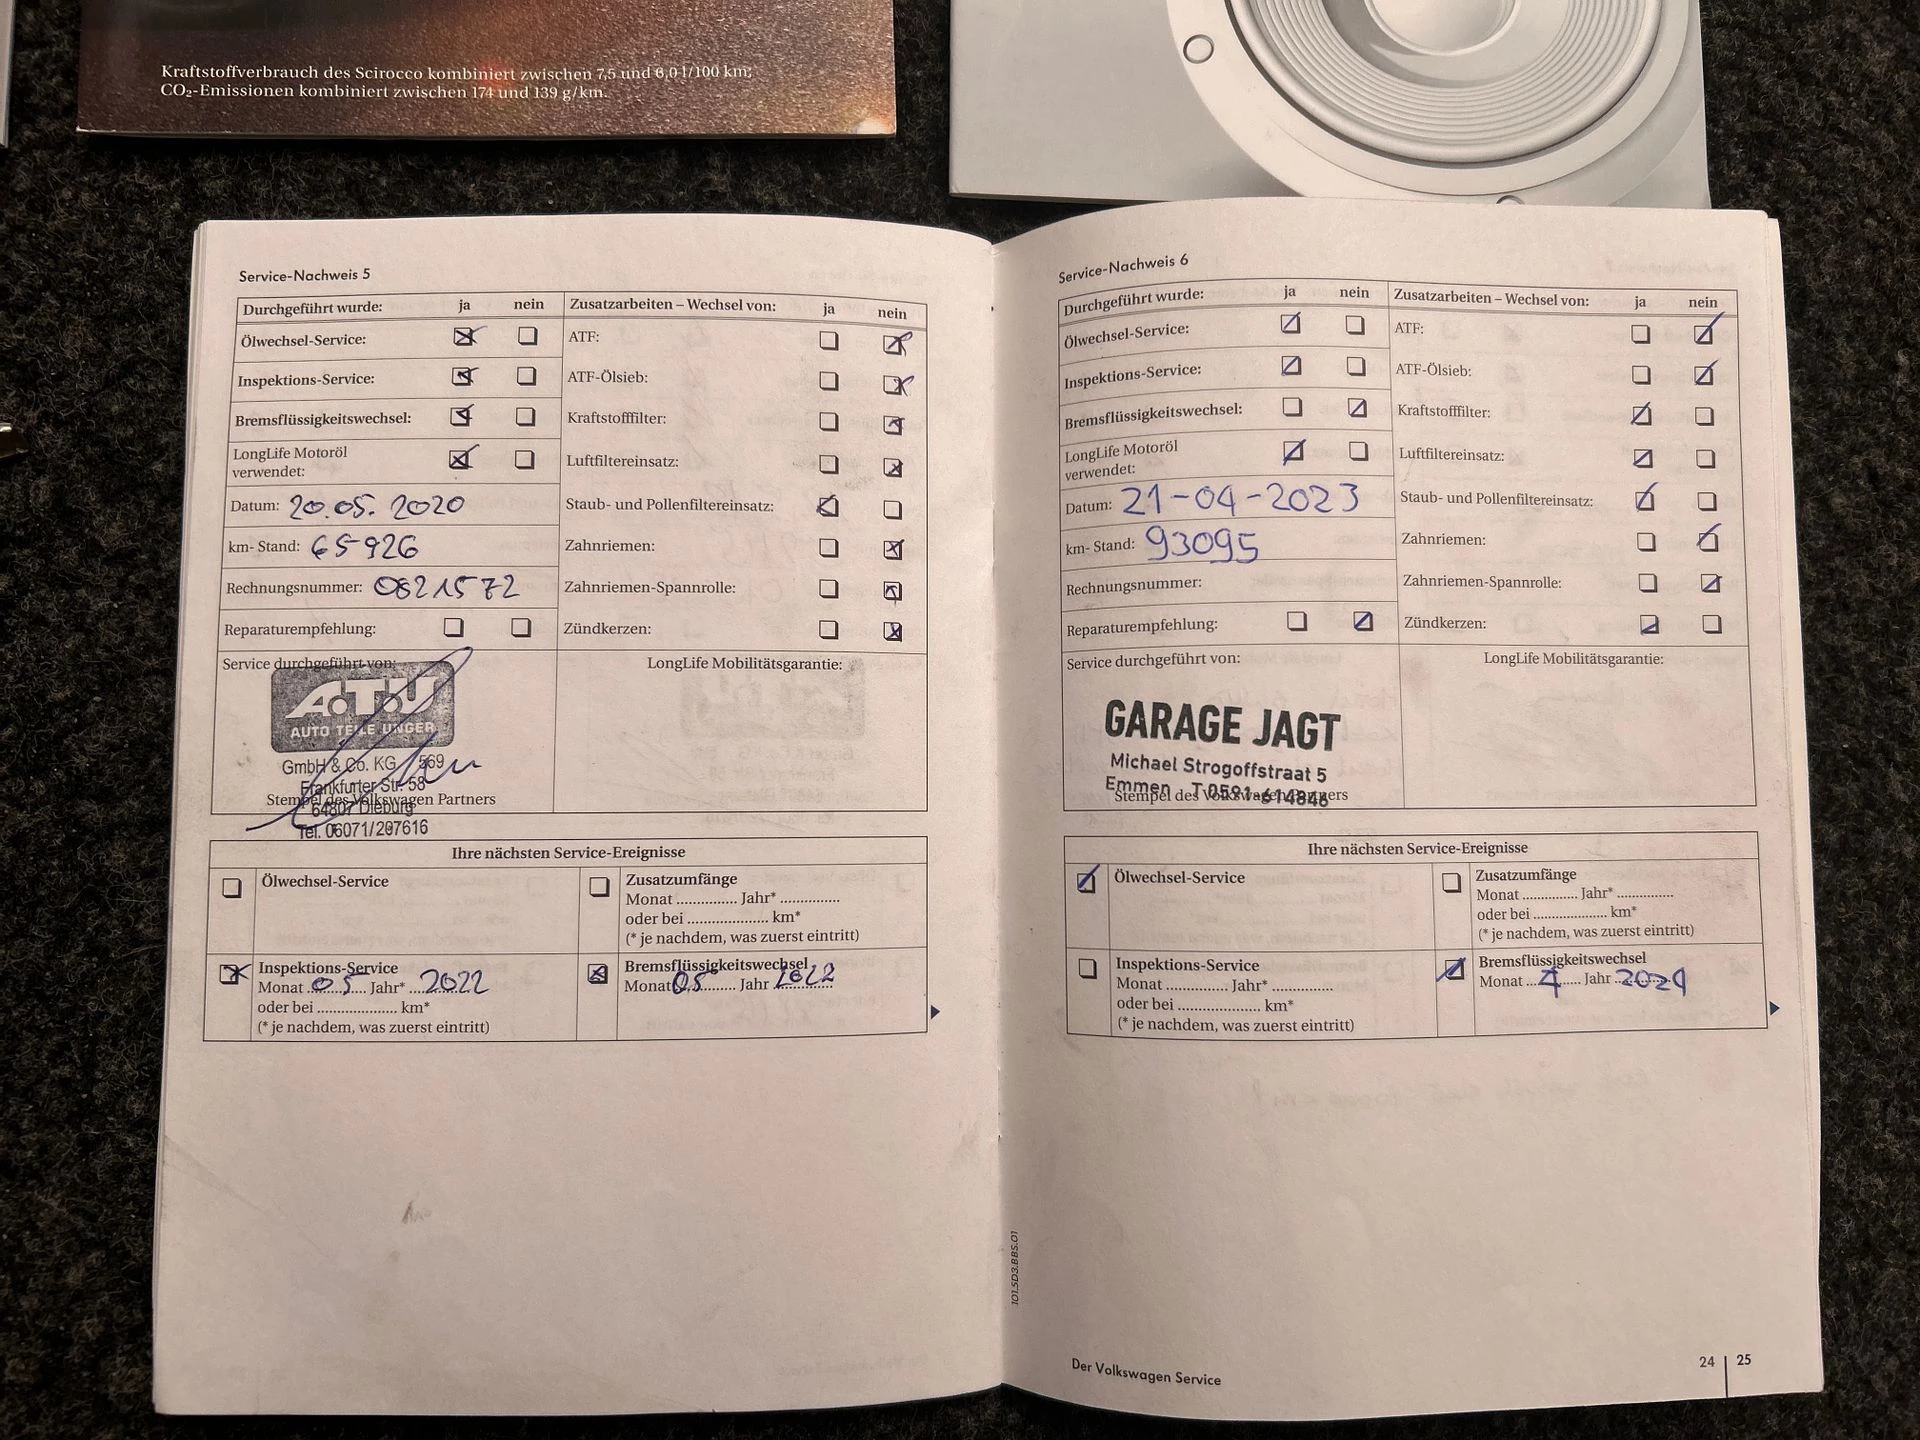 Kraftstoffverbrauch des Scirocco kombiniert zwischen 7,5 und 6,0 l/100 km;
CO₂-Emissionen kombiniert zwischen 174 und 139 g/km.
Service-Nachweis 5
Durchgeführt wurde: ja nein
Ölwechsel-Service:
Inspektions-Service:
Bremsflüssigkeitswechsel:
LongLife Motoröl
verwendet:
Datum: 20.05. 2020
km- Stand: 65926
Rechnungsnummer: 0821572
Reparaturempfehlung:
Zusatzarbeiten – Wechsel von: ja nein
ATF:
ATF-Ölsieb:
Kraftstofffilter:
Luftfiltereinsatz:
Staub- und Pollenfiltereinsatz:
Zahnriemen:
Zahnriemen-Spannrolle:
Zündkerzen:
Service durchgeführt von:
A.T.U
AUTO TEILE UNGER
GmbH & Co. KG 569
Frankfurter Str. 58
64807 Dieburg
Tel. 06071/207616
Stempel des Volkswagen Partners
LongLife Mobilitätsgarantie:
Ihre nächsten Service-Ereignisse
Ölwechsel-Service
Zusatzumfänge
Monat ............... Jahr* ...............
oder bei .................... km*
(* je nachdem, was zuerst eintritt)
Inspektions-Service
Monat 05 Jahr* 2022
oder bei .................... km*
(* je nachdem, was zuerst eintritt)
Bremsflüssigkeitswechsel
Monat 05 Jahr 2022
Service-Nachweis 6
Durchgeführt wurde: ja nein
Ölwechsel-Service:
Inspektions-Service:
Bremsflüssigkeitswechsel:
LongLife Motoröl
verwendet:
Datum: 21-04-2023
km- Stand: 93095
Rechnungsnummer:
Reparaturempfehlung:
Zusatzarbeiten – Wechsel von: ja nein
ATF:
ATF-Ölsieb:
Kraftstofffilter:
Luftfiltereinsatz:
Staub- und Pollenfiltereinsatz:
Zahnriemen:
Zahnriemen-Spannrolle:
Zündkerzen:
Service durchgeführt von:
GARAGE JAGT
Michael Strogoffstraat 5
Emmen T 0591-614846
Stempel des Volkswagen Partners
LongLife Mobilitätsgarantie:
Ihre nächsten Service-Ereignisse
Ölwechsel-Service
Zusatzumfänge
Monat ............... Jahr* ...............
oder bei .................... km*
(* je nachdem, was zuerst eintritt)
Inspektions-Service
Monat ............... Jahr* ...............
oder bei .................... km*
(* je nachdem, was zuerst eintritt)
Bremsflüssigkeitswechsel
Monat 4 Jahr 2024
101.5D3.BBS.01
Der Volkswagen Service
24 | 25